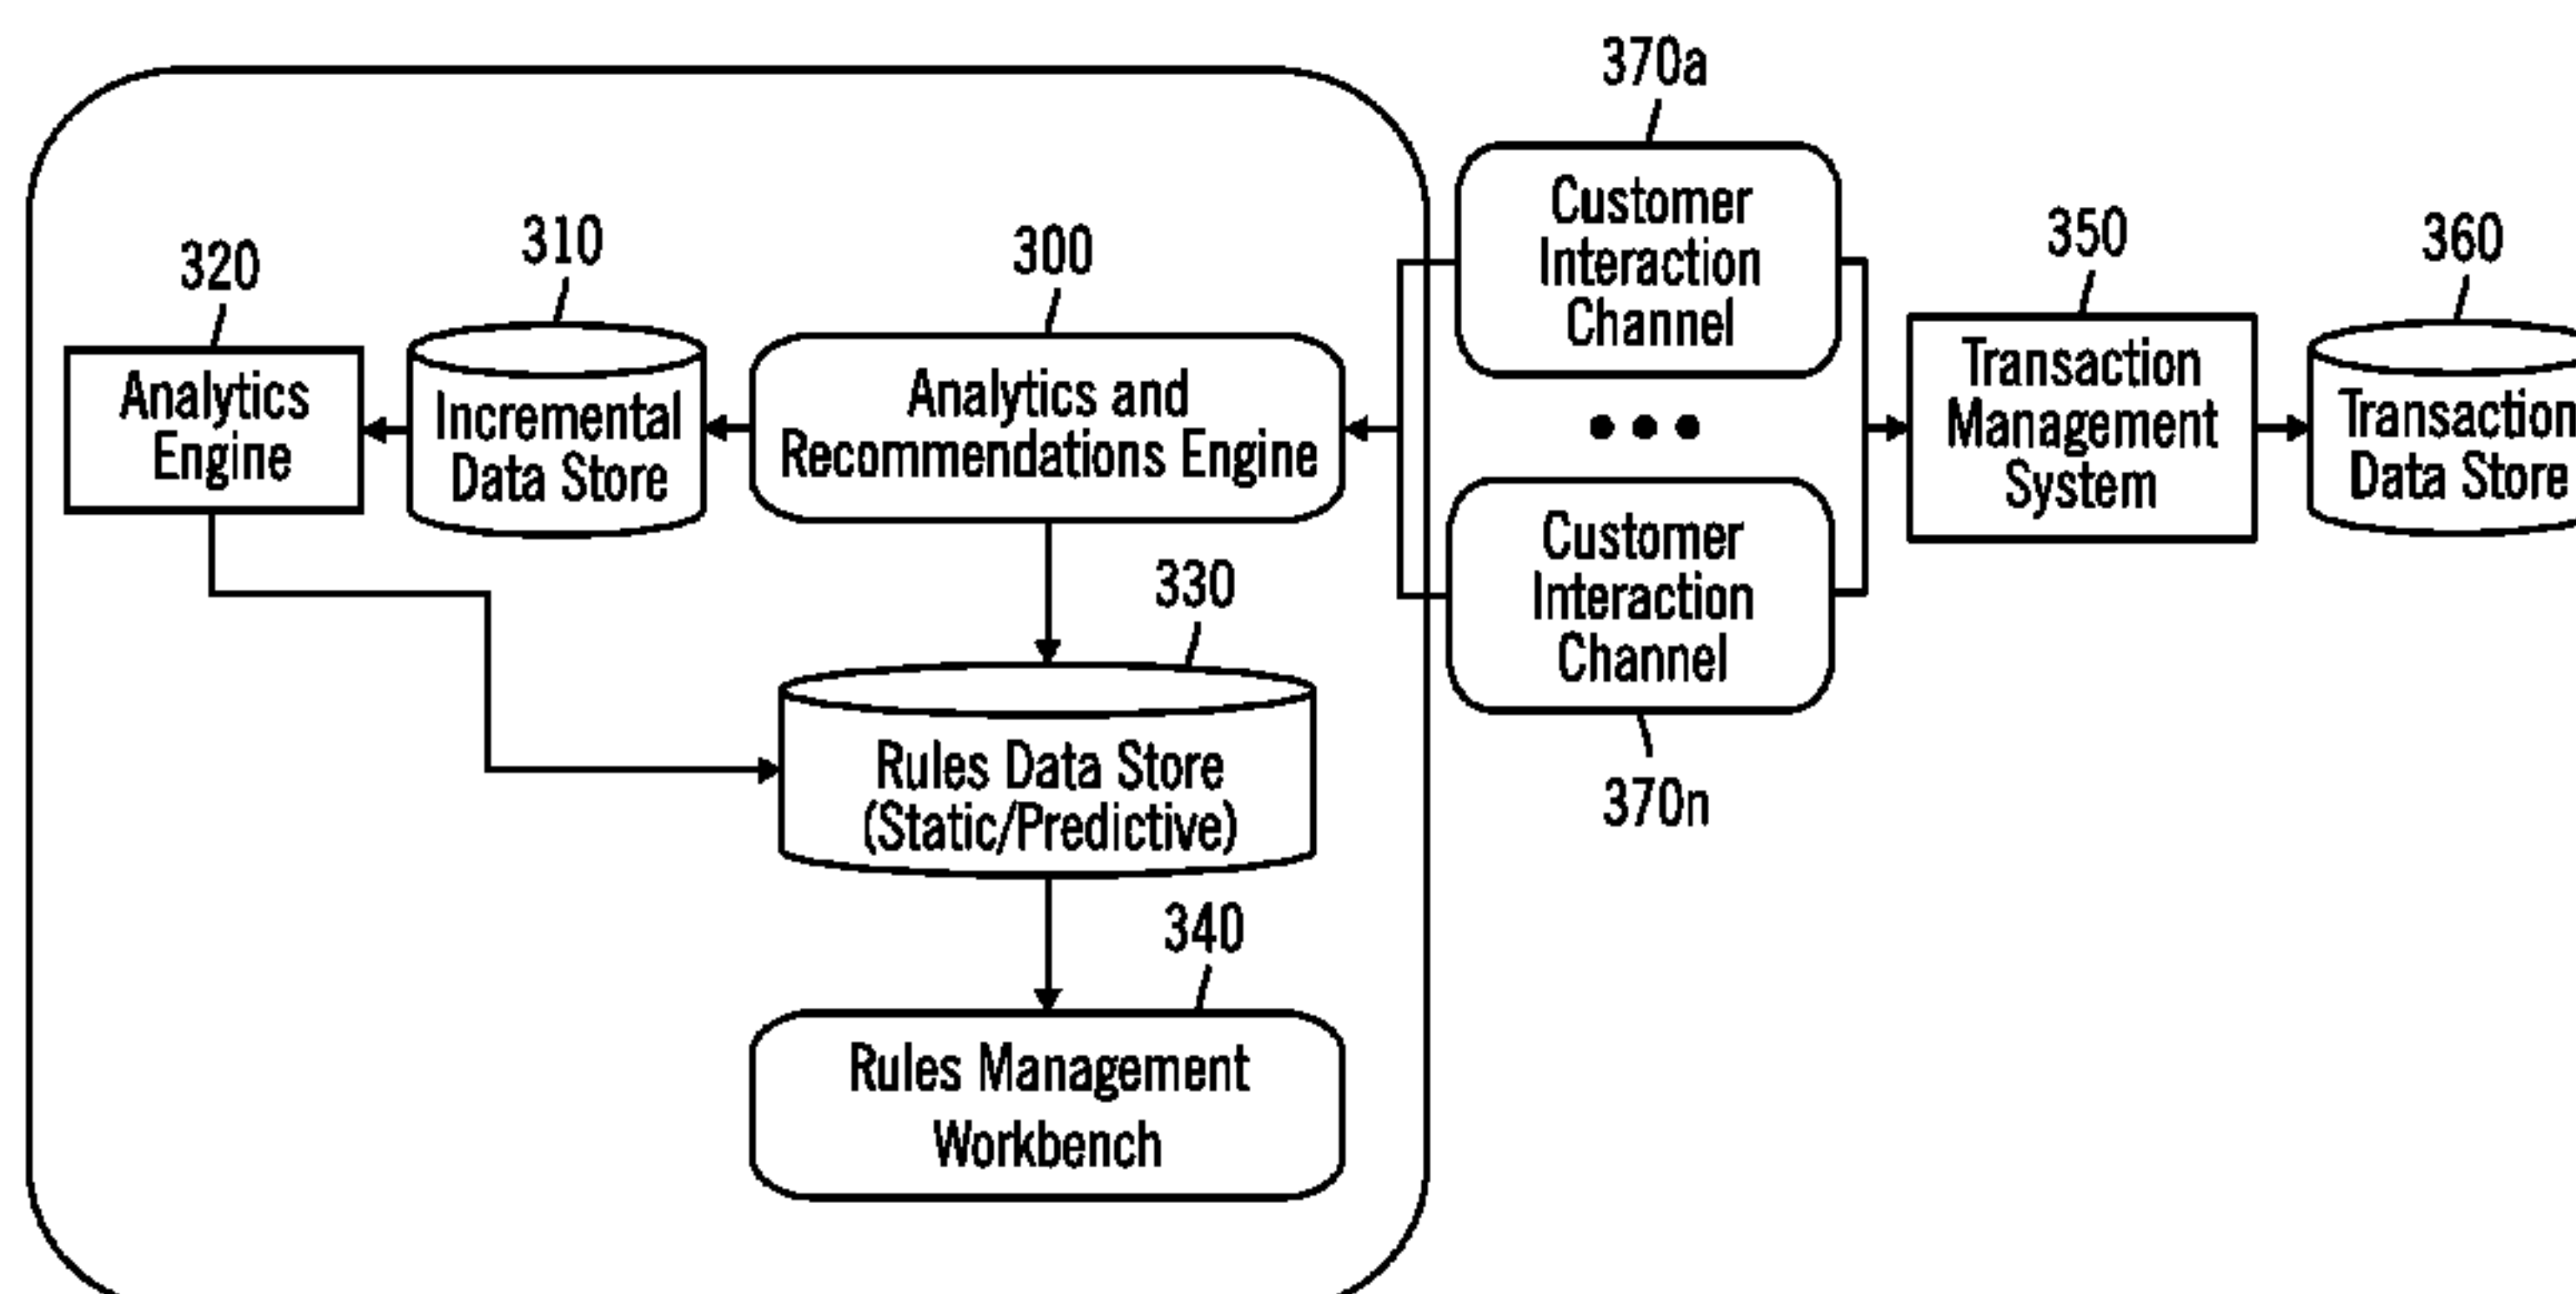 370a
Customer
Interaction
Channel
320
310
300
350
360
Analytics
Engine
Incremental
Data Store
Analytics and
Recommendations Engine
Transaction
Management
System
Transaction
Data Store
Customer
Interaction
Channel
370n
330
Rules Data Store
(Static/Predictive)
340
Rules Management
Workbench